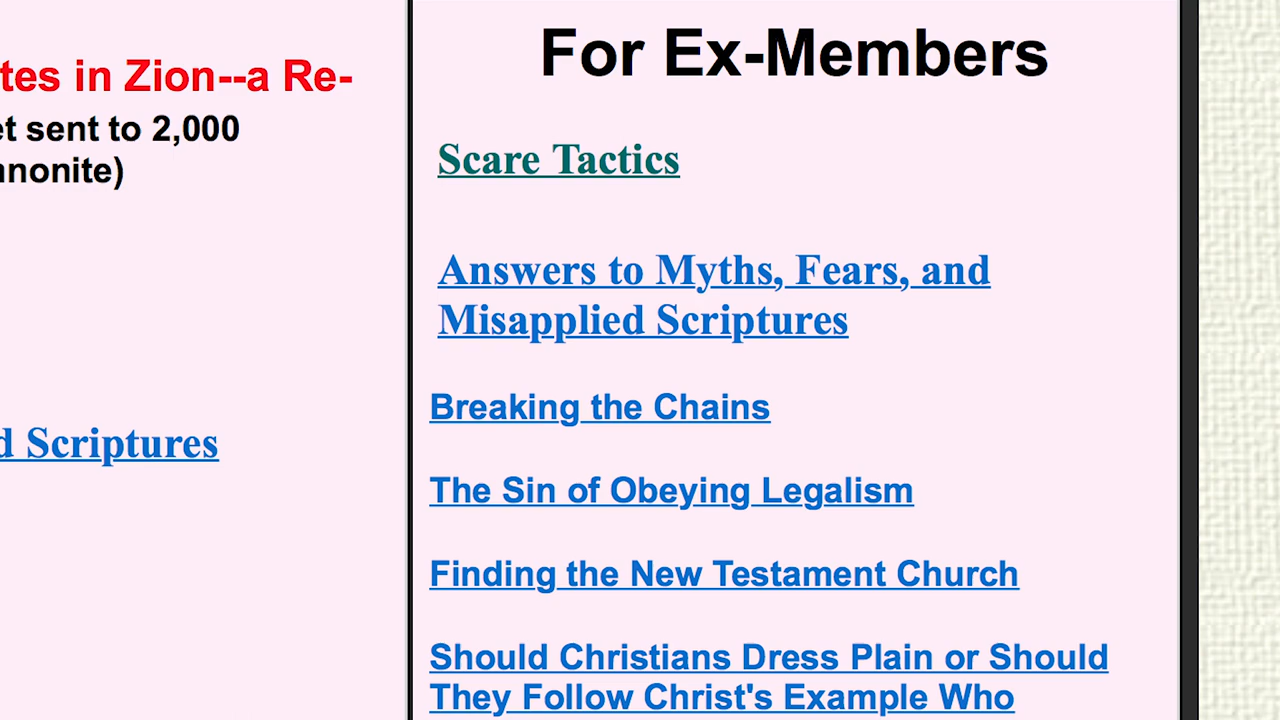 tes in Zion--a Re-
sent to 2,000
Scriptures
For Ex-Members
Scare Tactics
Answers to Myths, Fears, and
Misapplied Scriptures
Breaking the Chains
The Sin of Obeying Legalism
Finding the New Testament Church
Should Christians Dress Plain or Should
They Follow Christ's Example Who